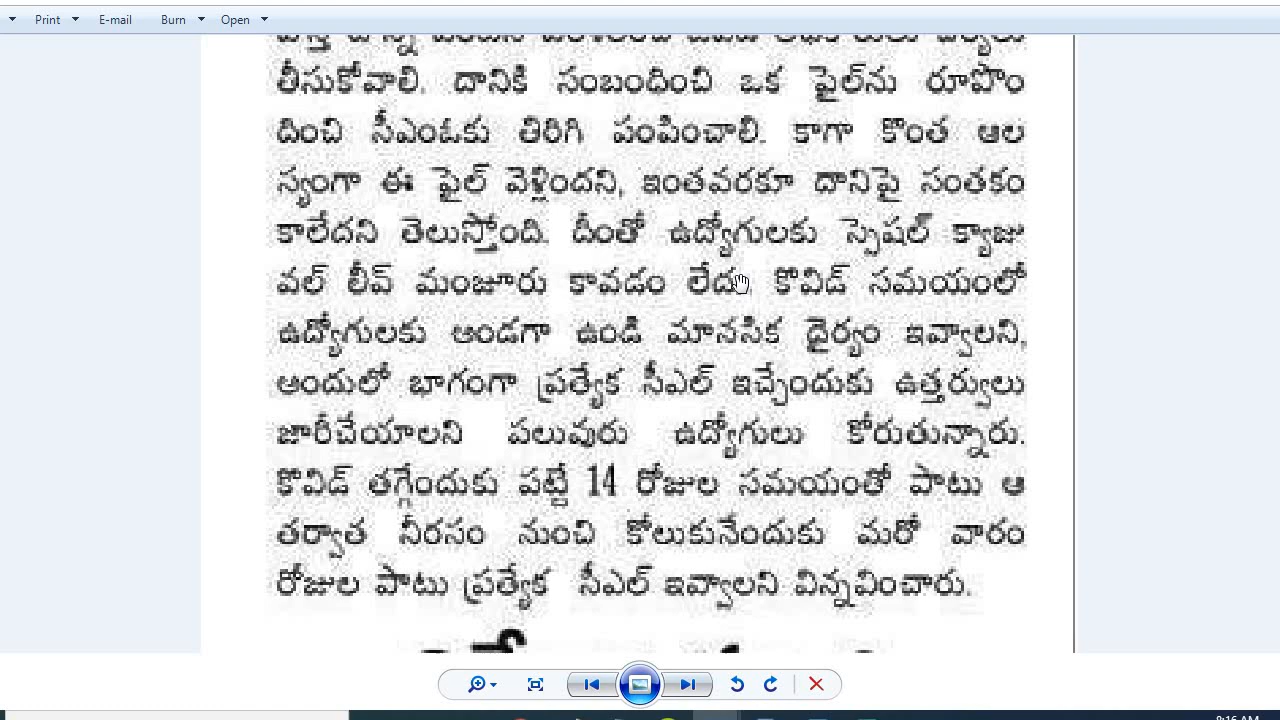 Print E-mail Burn Open
తీసుకోవాలి. దానికి సంబంధించి ఒక ఫైల్‌ను రూపొం
దించి సీఎంఓకు తిరిగి పంపించాలి. కాగా కొంత ఆల
స్యంగా ఈ ఫైల్ వెళ్లిందని, ఇంతవరకూ దానిపై సంతకం
కాలేదని తెలుస్తోంది. దీంతో ఉద్యోగులకు స్పెషల్ క్యాజు
వల్ లీవ్ మంజూరు కావడం లేదు. కొవిడ్ సమయంలో
ఉద్యోగులకు అండగా ఉండి మానసిక ధైర్యం ఇవ్వాలని,
అందులో భాగంగా ప్రత్యేక సీఎల్ ఇచ్చేందుకు ఉత్తర్వులు
జారీచేయాలని పలువురు ఉద్యోగులు కోరుతున్నారు.
కొవిడ్ తగ్గేందుకు పట్టే 14 రోజుల సమయంతో పాటు ఆ
తర్వాత నీరసం నుంచి కోలుకునేందుకు మరో వారం
రోజుల పాటు ప్రత్యేక సీఎల్ ఇవ్వాలని విన్నవించారు.